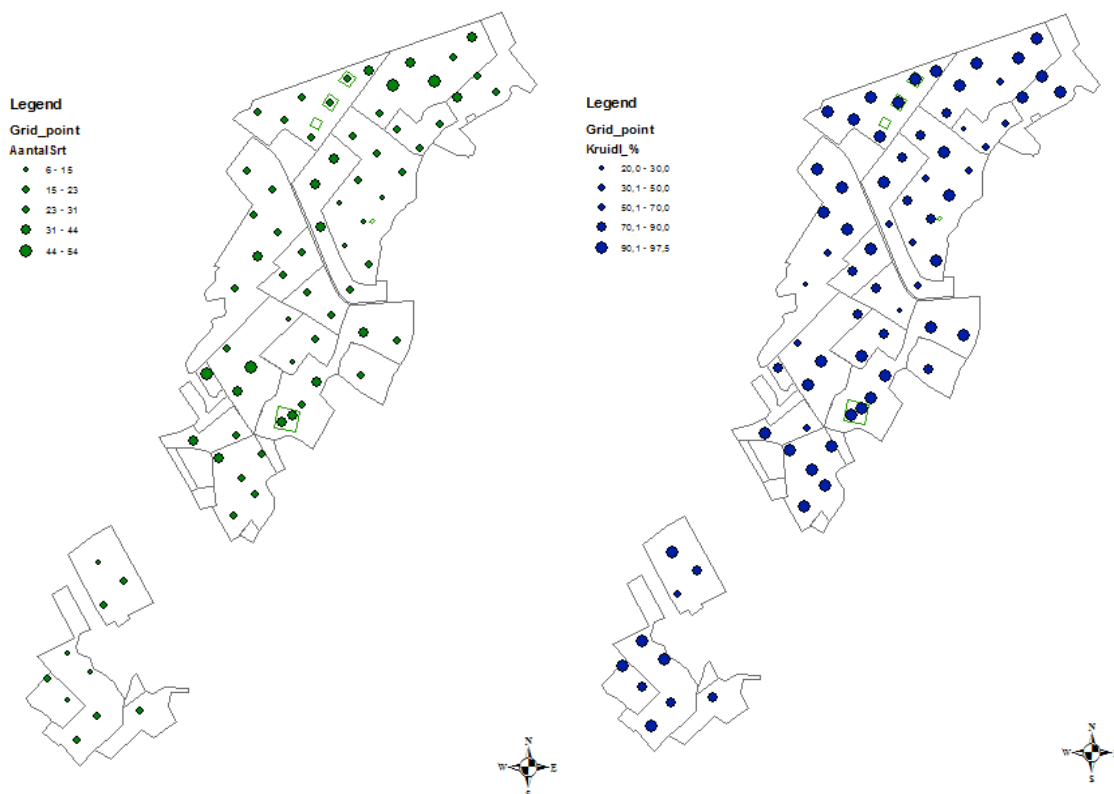 Legend
Grid_point
AantalSrt
6 - 15
15 - 23
23 - 31
31 - 44
44 - 54
N
W E
S
Legend
Grid_point
Kruidl_%
20,0 - 30,0
30,1 - 50,0
50,1 - 70,0
70,1 - 90,0
90,1 - 97,5
N
W
S